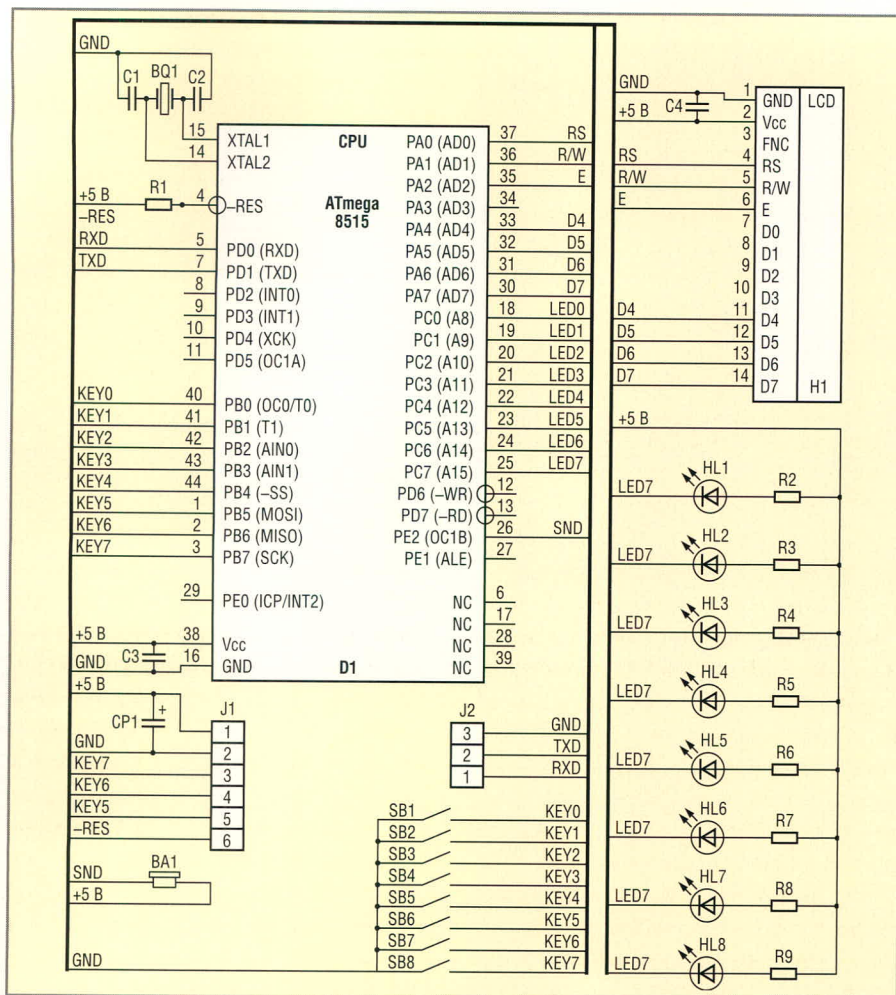 GND
C1 BQ1 C2
15 XTAL1
14 XTAL2
+5 В R1 4 –RES
–RES
RXD 5 PD0 (RXD)
TXD 7 PD1 (TXD)
8 PD2 (INT0)
9 PD3 (INT1)
10 PD4 (XCK)
11 PD5 (OC1A)
KEY0 40 PB0 (OC0/T0)
KEY1 41 PB1 (T1)
KEY2 42 PB2 (AIN0)
KEY3 43 PB3 (AIN1)
KEY4 44 PB4 (–SS)
KEY5 1 PB5 (MOSI)
KEY6 2 PB6 (MISO)
KEY7 3 PB7 (SCK)
29 PE0 (ICP/INT2)
+5 В 38 Vcc
C3
GND 16 GND
CPU
ATmega
8515
D1
PA0 (AD0) 37 RS
PA1 (AD1) 36 R/W
PA2 (AD2) 35 E
PA3 (AD3) 34
PA4 (AD4) 33 D4
PA5 (AD5) 32 D5
PA6 (AD6) 31 D6
PA7 (AD7) 30 D7
PC0 (A8) 18 LED0
PC1 (A9) 19 LED1
PC2 (A10) 20 LED2
PC3 (A11) 21 LED3
PC4 (A12) 22 LED4
PC5 (A13) 23 LED5
PC6 (A14) 24 LED6
PC7 (A15) 25 LED7
PD6 (–WR) 12
PD7 (–RD) 13
PE2 (OC1B) 26 SND
PE1 (ALE) 27
NC 6
NC 17
NC 28
NC 39
+5 В
CP1 +
J1
1
GND 2
KEY7 3
KEY6 4
KEY5 5
–RES 6
SND BA1
+5 В
GND
J2
3 GND
2 TXD
1 RXD
SB1 KEY0
SB2 KEY1
SB3 KEY2
SB4 KEY3
SB5 KEY4
SB6 KEY5
SB7 KEY6
SB8 KEY7
GND 1 GND LCD
+5 В C4 2 Vcc
3 FNC
RS 4 RS
R/W 5 R/W
E 6 E
7 D0
8 D1
9 D2
10 D3
D4 11 D4
D5 12 D5
D6 13 D6
D7 14 D7 H1
+5 В
LED7 HL1 R2
LED7 HL2 R3
LED7 HL3 R4
LED7 HL4 R5
LED7 HL5 R6
LED7 HL6 R7
LED7 HL7 R8
LED7 HL8 R9